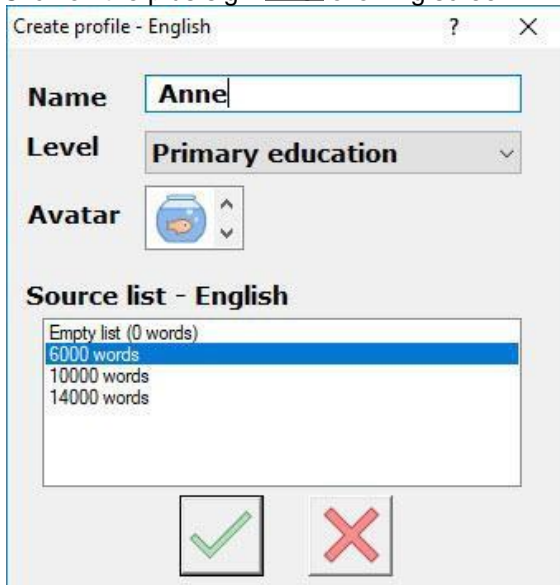 Create profile - English ? ×
Name Anne
Level Primary education
Avatar
Source list - English
Empty list (0 words)
6000 words
10000 words
14000 words